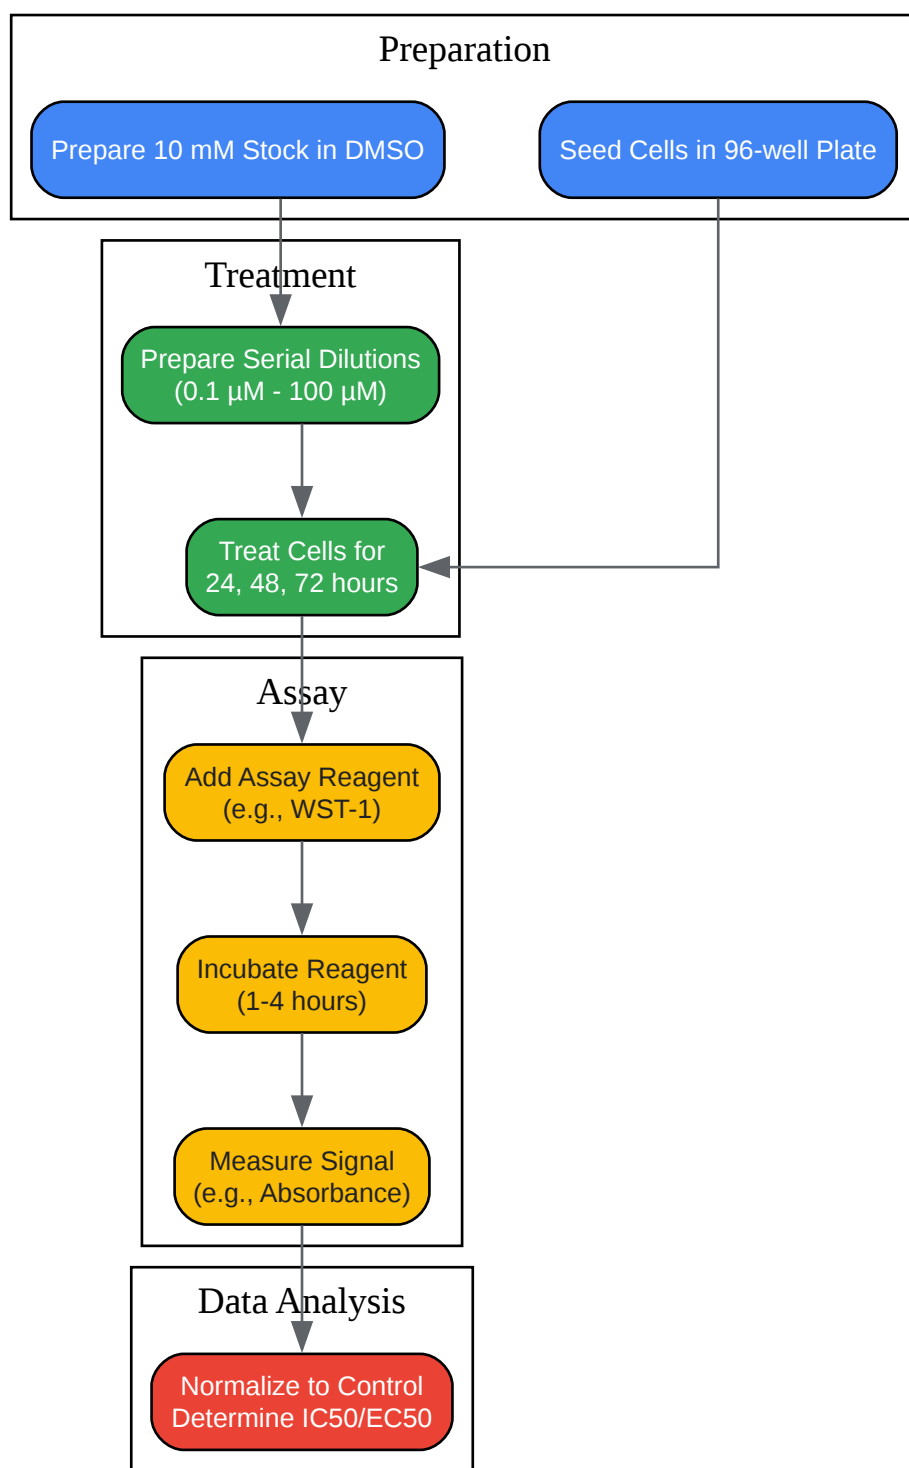 Preparation
Prepare 10 mM Stock in DMSO
Seed Cells in 96-well Plate
Treatment
Prepare Serial Dilutions
(0.1 µM - 100 µM)
Treat Cells for
24, 48, 72 hours
Assay
Add Assay Reagent
(e.g., WST-1)
Incubate Reagent
(1-4 hours)
Measure Signal
(e.g., Absorbance)
Data Analysis
Normalize to Control
Determine IC50/EC50